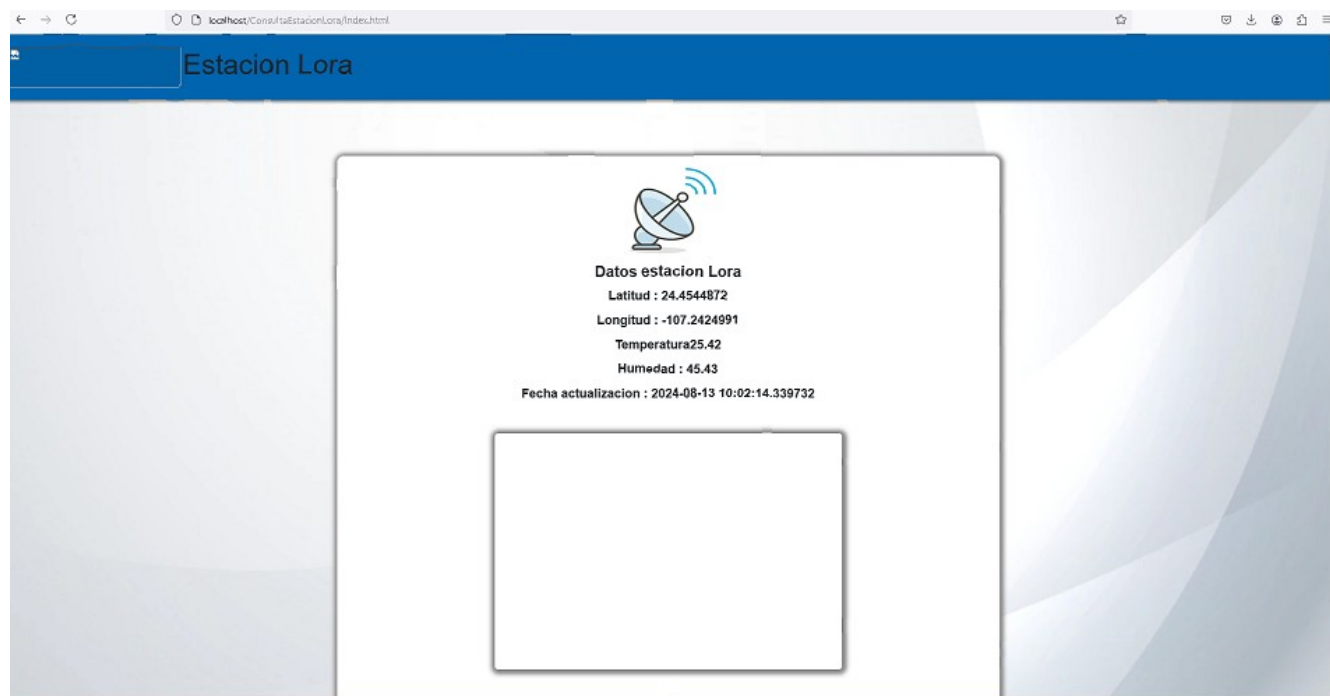 localhost/ConsultaEstacionLora/Index.html
Estacion Lora
Datos estacion Lora
Latitud : 24.4544872
Longitud : -107.2424991
Temperatura25.42
Humedad : 45.43
Fecha actualizacion : 2024-08-13 10:02:14.339732